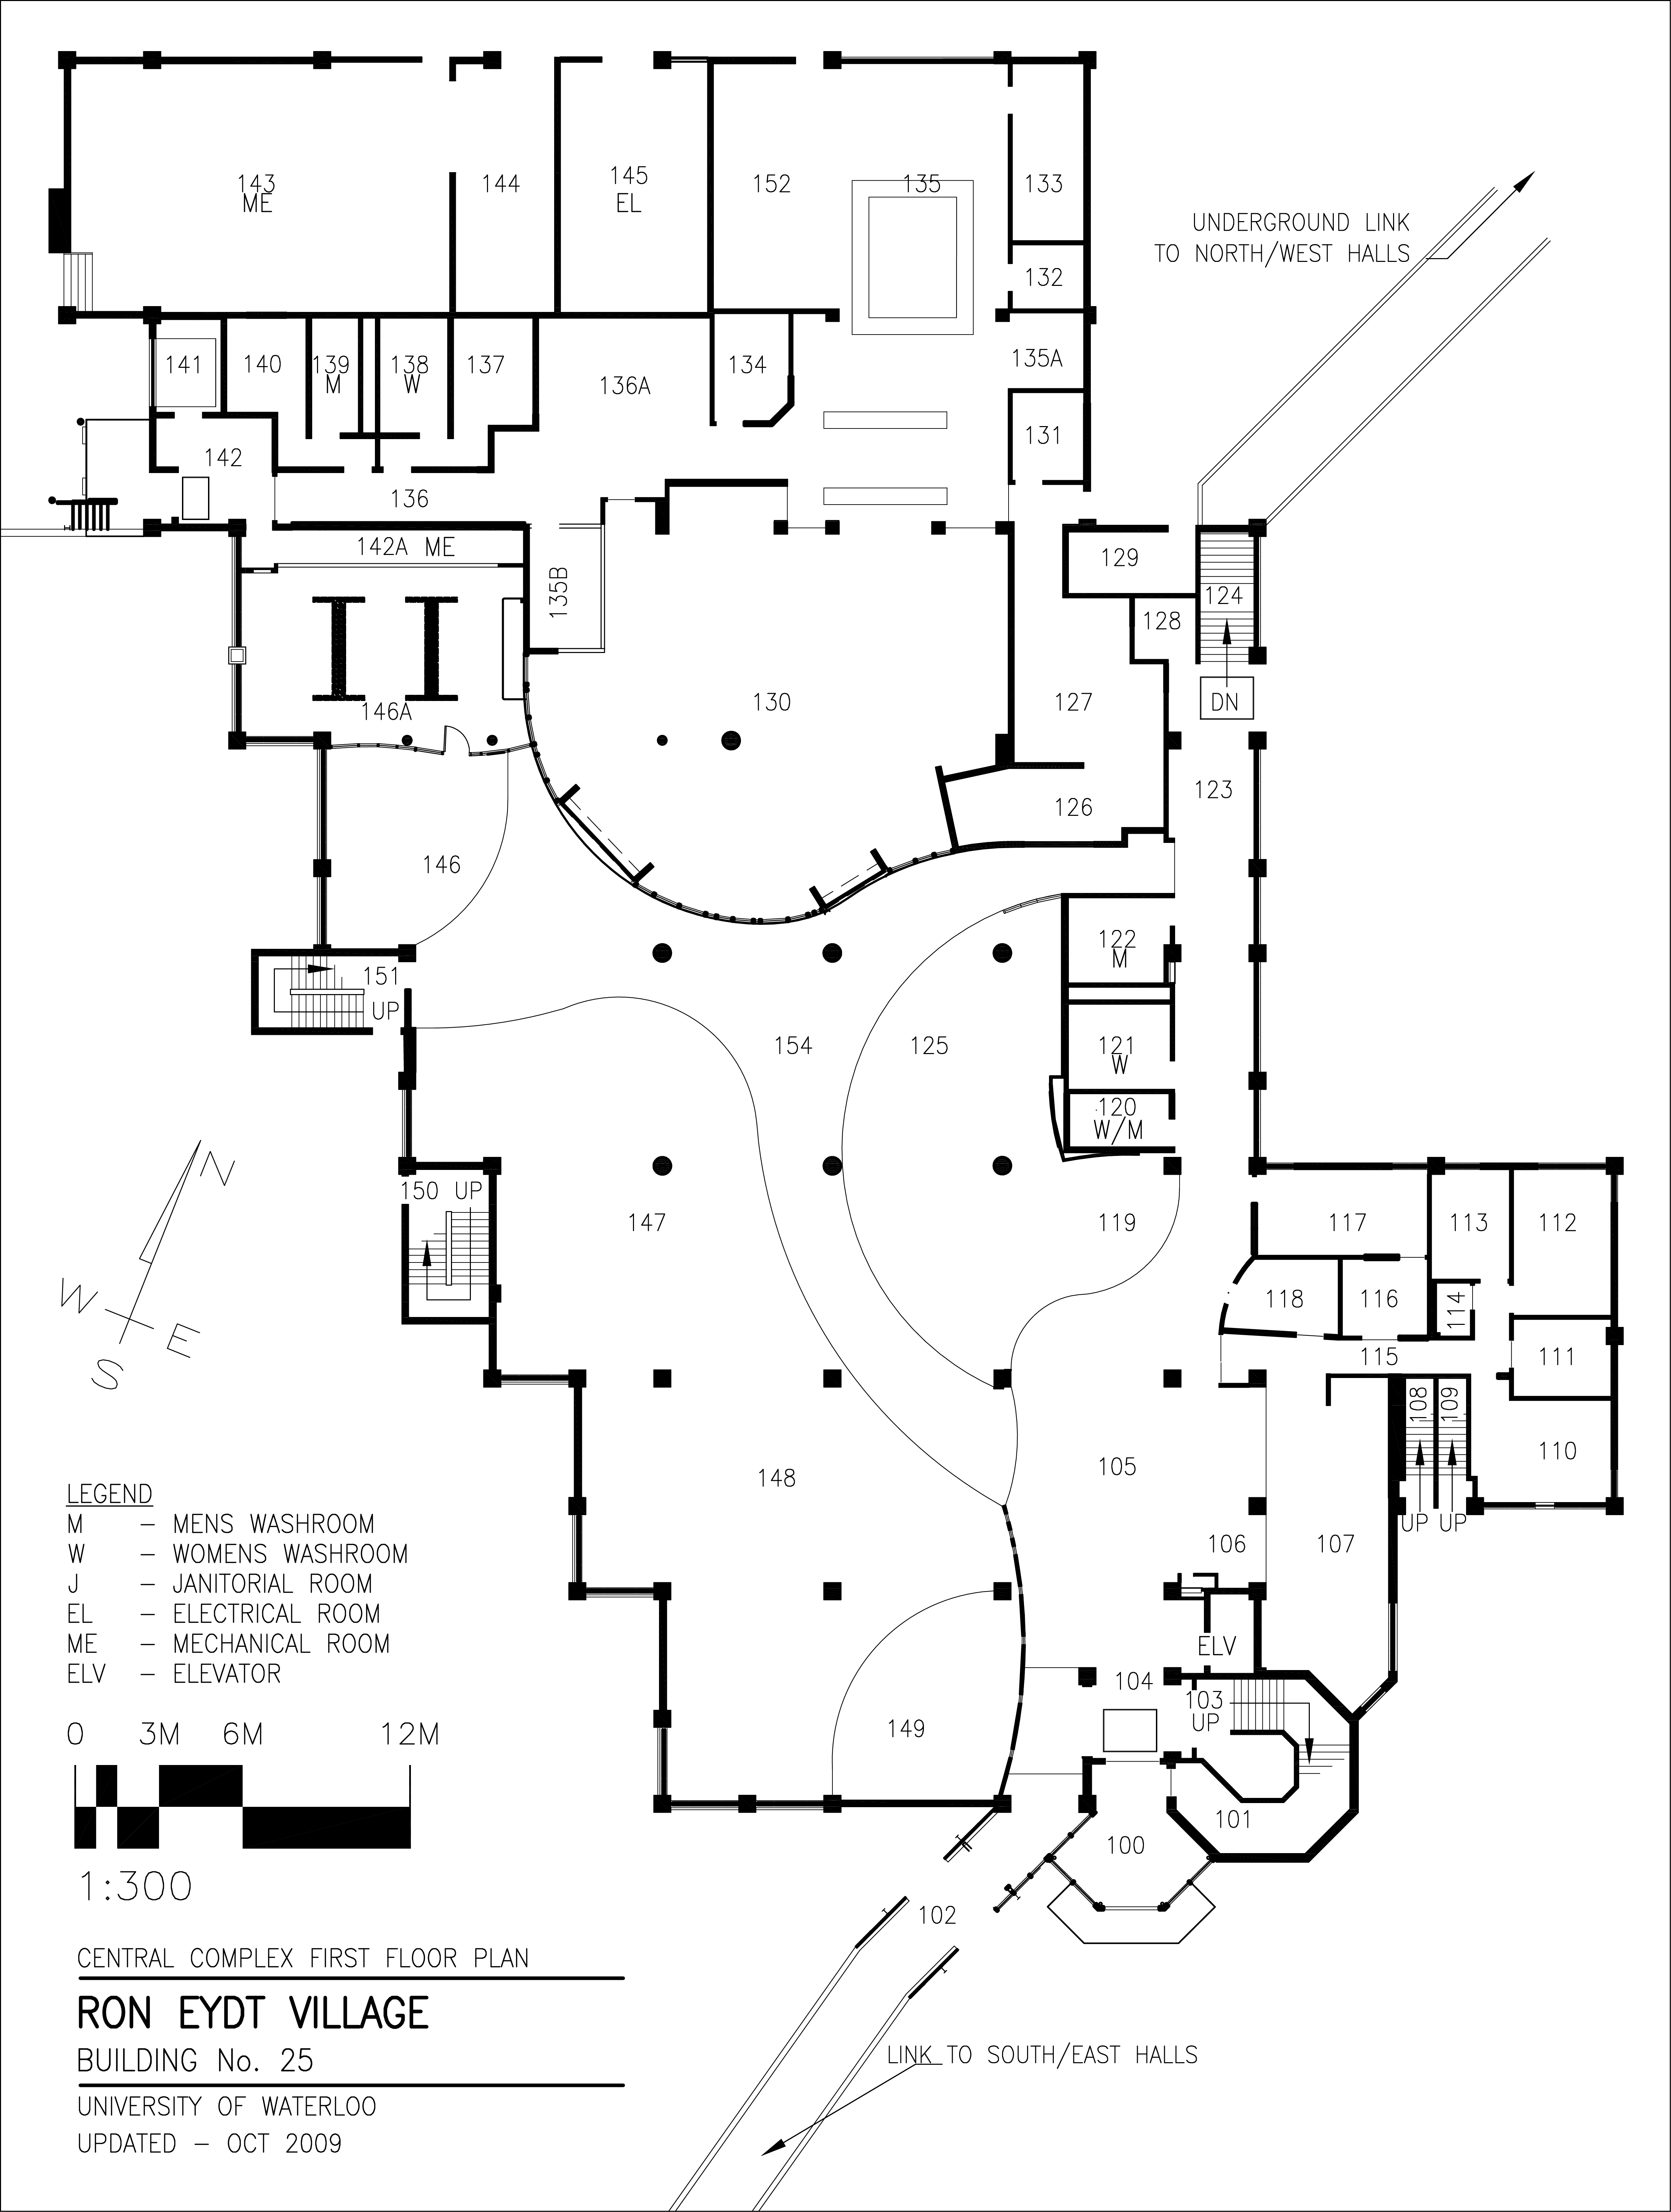 143
ME
144
145
EL
152
135
133
UNDERGROUND LINK
TO NORTH/WEST HALLS
132
141
140
139
M
138
W
137
136A
134
135A
131
142
136
142A ME
135B
129
124
128
DN
146A
130
127
123
126
146
122
M
151
UP
154
125
121
W
120
W/M
N
W
E
S
150 UP
147
119
117
113
112
118
116
114
115
111
108
109
110
148
105
106
107
UP UP
LEGEND
M – MENS WASHROOM
W – WOMENS WASHROOM
J – JANITORIAL ROOM
EL – ELECTRICAL ROOM
ME – MECHANICAL ROOM
ELV – ELEVATOR
ELV
104
103
UP
149
0 3M 6M 12M
1:300
101
100
102
CENTRAL COMPLEX FIRST FLOOR PLAN
RON EYDT VILLAGE
BUILDING No. 25
UNIVERSITY OF WATERLOO
UPDATED – OCT 2009
LINK TO SOUTH/EAST HALLS